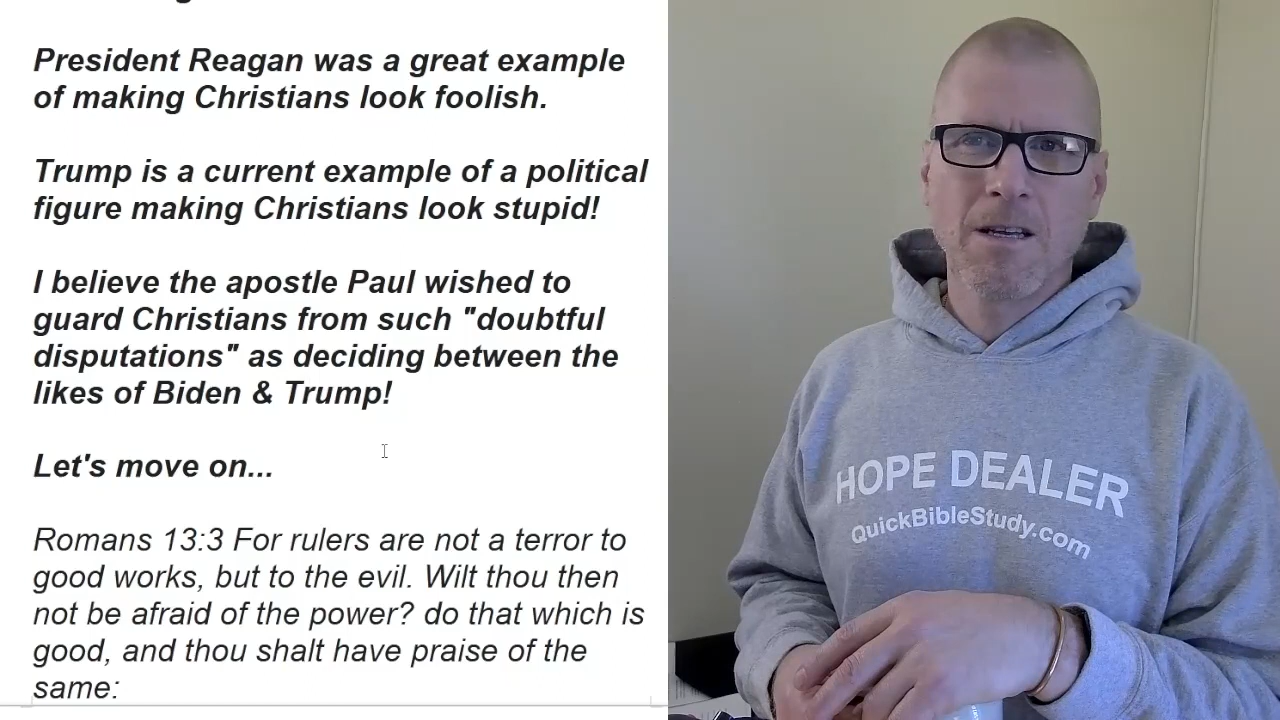 President Reagan was a great example
of making Christians look foolish.
Trump is a current example of a political
figure making Christians look stupid!
I believe the apostle Paul wished to
guard Christians from such "doubtful
disputations" as deciding between the
likes of Biden & Trump!
Let's move on...
Romans 13:3 For rulers are not a terror to
good works, but to the evil. Wilt thou then
not be afraid of the power? do that which is
good, and thou shalt have praise of the
same:
HOPE DEALER
QuickBibleStudy.com